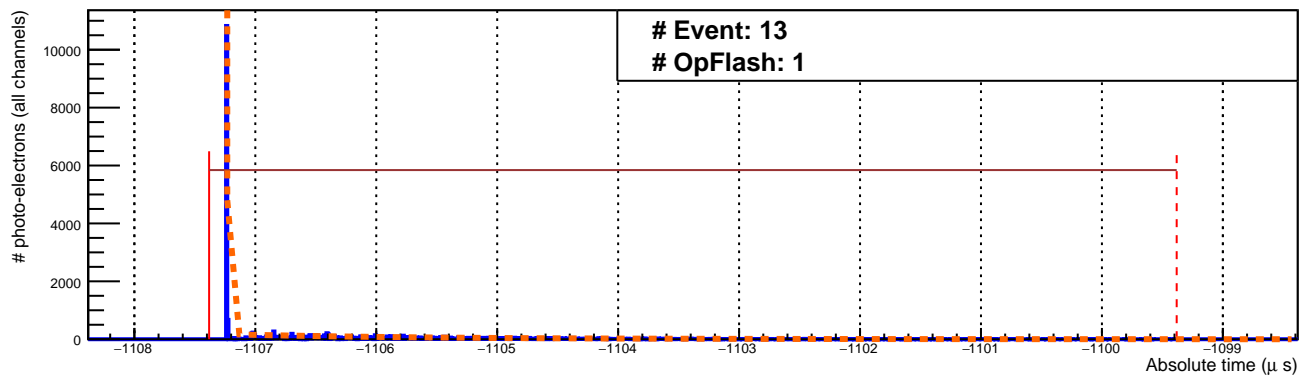 # Event: 13
# OpFlash: 1
# photo-electrons (all channels)
10000
8000
6000
4000
2000
0
−1108 −1107 −1106 −1105 −1104 −1103 −1102 −1101 −1100 −1099
Absolute time (μ s)